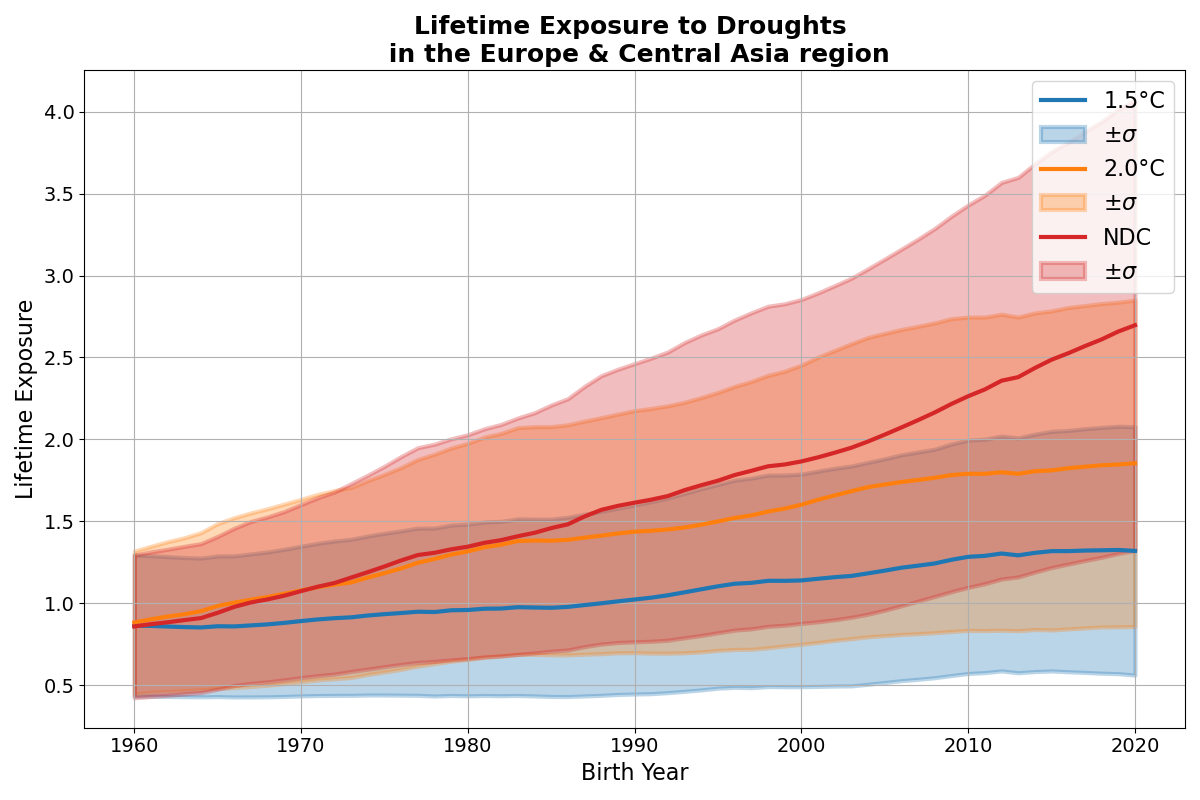 Lifetime Exposure to Droughts
in the Europe & Central Asia region
Lifetime Exposure
4.0
3.5
3.0
2.5
2.0
1.5
1.0
0.5
1960
1970
1980
1990
2000
2010
2020
Birth Year
1.5°C
±σ
2.0°C
±σ
NDC
±σ